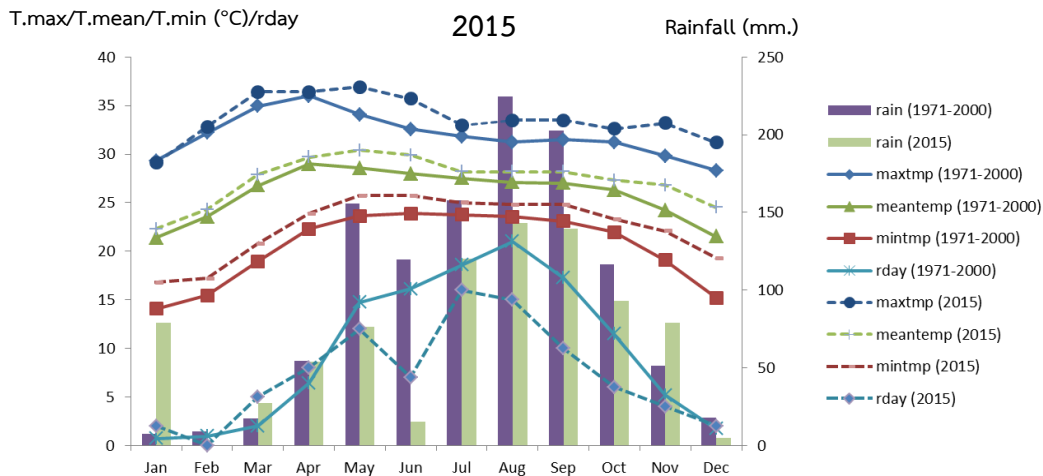 T.max/T.mean/T.min (°C)/rday
2015
Rainfall (mm.)
40
35
30
25
20
15
10
5
0
250
200
150
100
50
0
Jan Feb Mar Apr May Jun Jul Aug Sep Oct Nov Dec
rain (1971-2000)
rain (2015)
maxtmp (1971-2000)
meantemp (1971-2000)
mintmp (1971-2000)
rday (1971-2000)
maxtmp (2015)
meantemp (2015)
mintmp (2015)
rday (2015)